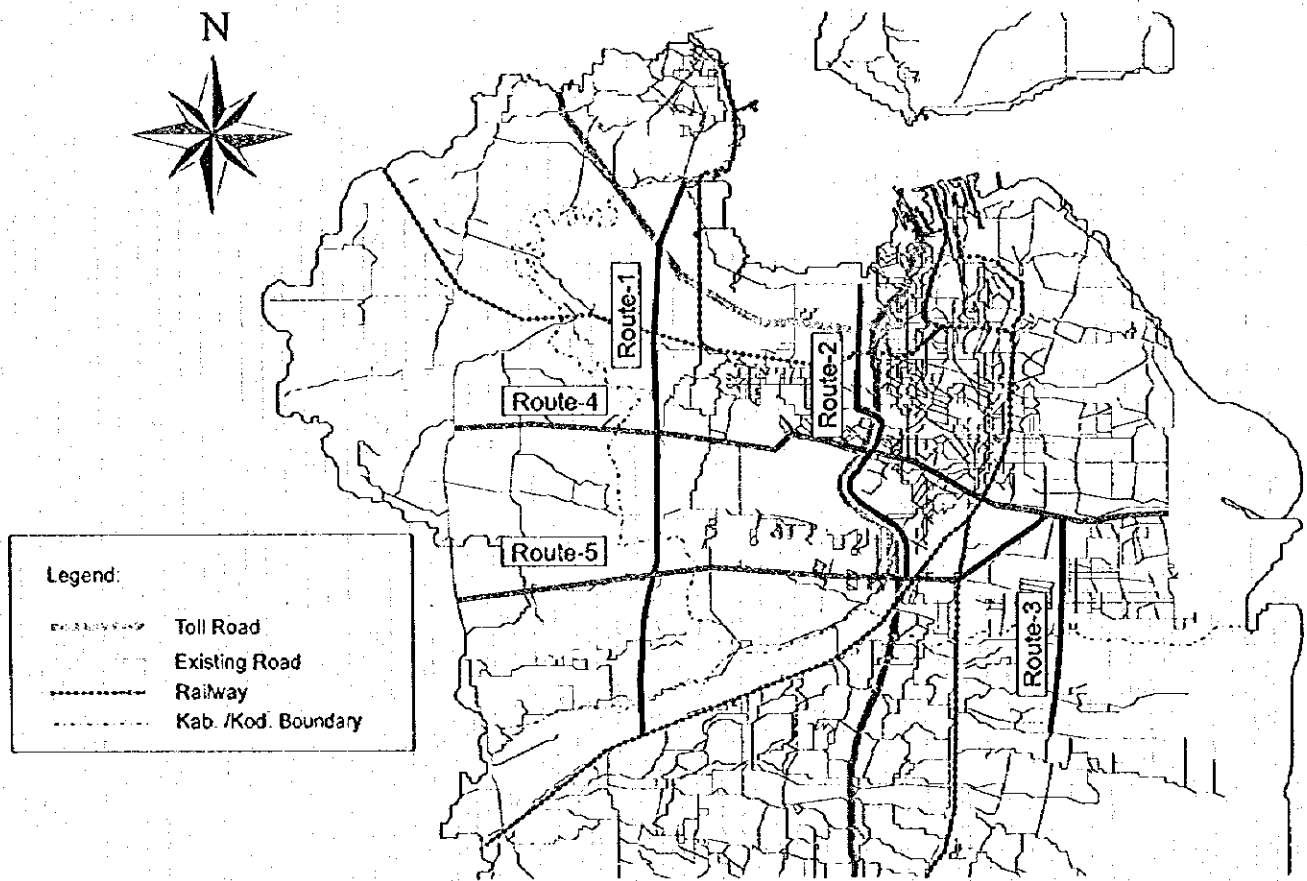 N
Route-1
Route-2
Route-4
Route-5
Route-3
Legend:
Toll Road
Existing Road
Railway
Kab. /Kod. Boundary